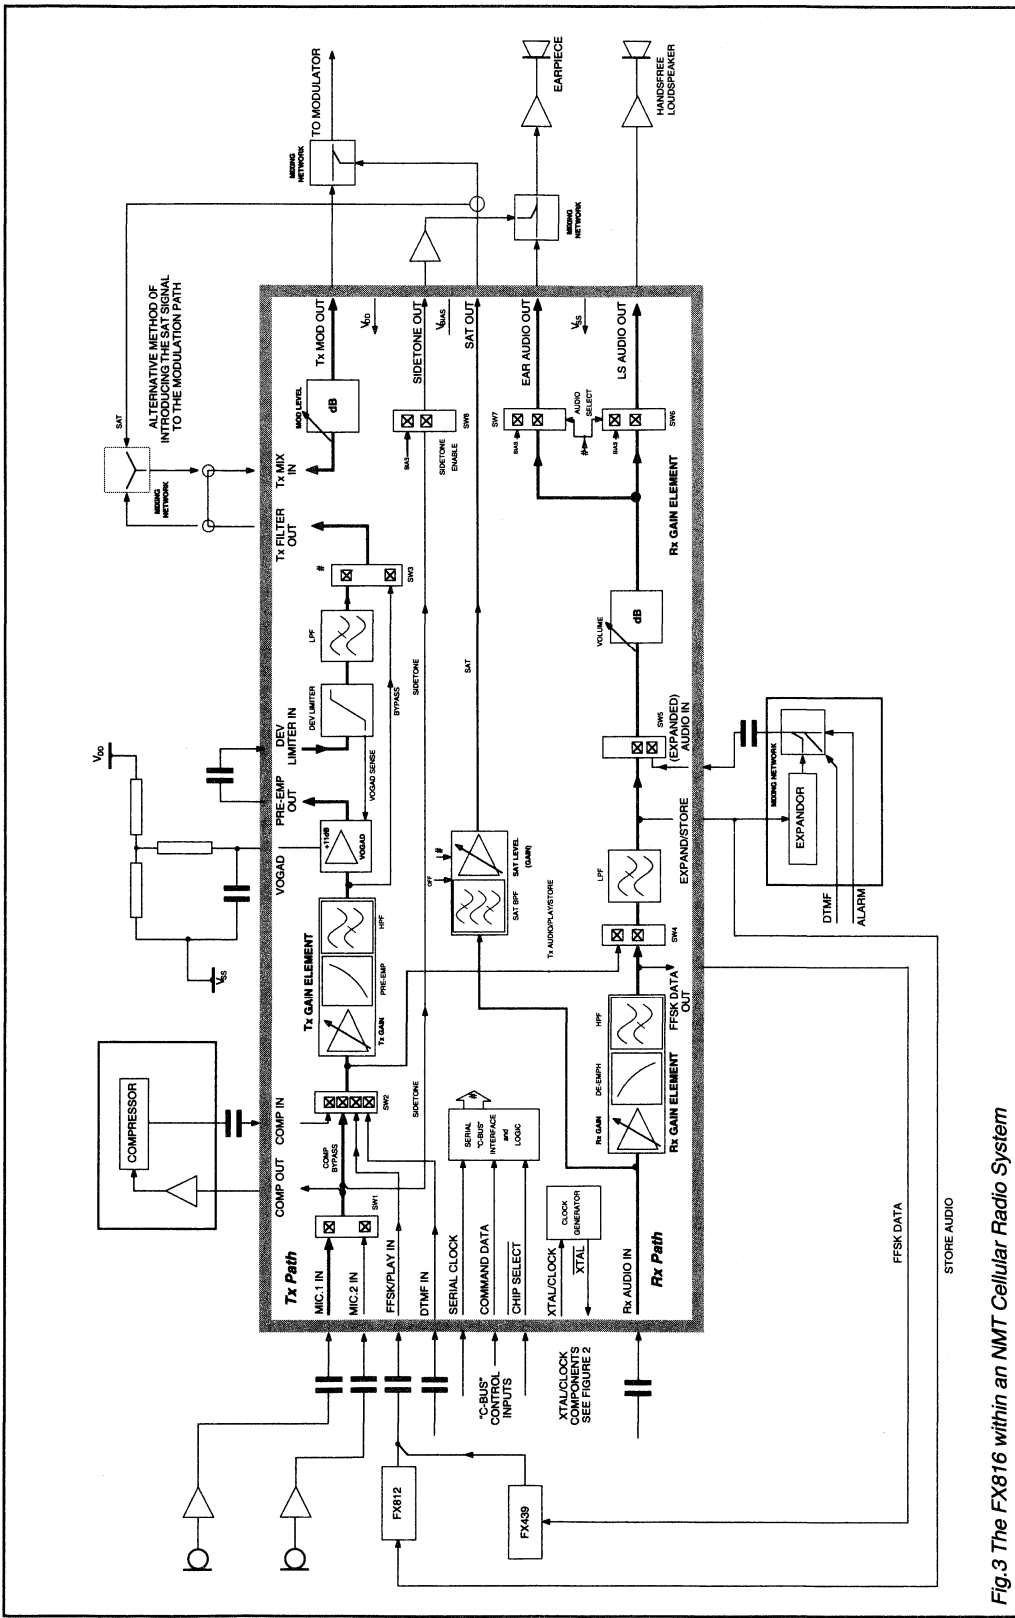 TO MODULATOR
MIXING
NETWORK
EARPIECE
HANDSFREE
LOUDSPEAKER
MIXING
NETWORK
SAT
ALTERNATIVE METHOD OF
INTRODUCING THE SAT SIGNAL
TO THE MODULATION PATH
MIXING
NETWORK
VDD
VSS
COMPRESSOR
COMP OUT
COMP IN
VOGAD
PRE-EMP
OUT
DEV
LIMITER IN
Tx FILTER
OUT
Tx MIX
IN
Tx MOD OUT
VDD
SIDETONE OUT
VBIAS
SAT OUT
EAR AUDIO OUT
VSS
LS AUDIO OUT
Tx Path
MIC.1 IN
MIC.2 IN
FFSK/PLAY IN
DTMF IN
SERIAL CLOCK
COMMAND DATA
CHIP SELECT
XTAL/CLOCK
XTAL
Rx AUDIO IN
Rx Path
SW1
COMP
BYPASS
SW2
Tx GAIN ELEMENT
Tx GAIN
PRE-EMP
HPF
+11dB
VOGAD
VOGAD SENSE
DEV LIMITER
LPF
BYPASS
#
SW3
MOD LEVEL
dB
SIDETONE
SIDETONE
BIAS
SIDETONE
ENABLE
SW8
SERIAL
"C-BUS"
INTERFACE
and
LOGIC
#
CLOCK
GENERATOR
OFF
#
SAT BPF
SAT LEVEL
(GAIN)
SAT
Tx AUDIO/PLAY/STORE
Rx GAIN
DE-EMPH
HPF
Rx GAIN ELEMENT
FFSK DATA
OUT
SW4
LPF
EXPAND/STORE
SW5
(EXPANDED)
AUDIO IN
VOLUME
dB
Rx GAIN ELEMENT
SW7
BIAS
#
AUDIO
SELECT
BIAS
SW6
"C-BUS"
CONTROL
INPUTS
XTAL/CLOCK
COMPONENTS
SEE FIGURE 2
FX812
FX439
MIXING NETWORK
EXPANDOR
DTMF
ALARM
FFSK DATA
STORE AUDIO
Fig.3 The FX816 within an NMT Cellular Radio System